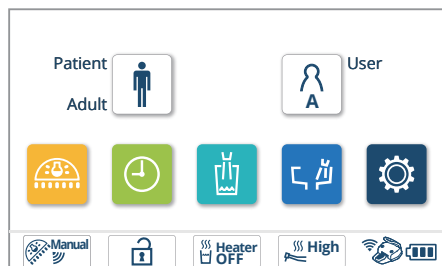 Patient
User
Adult
A
Manual
Heater
OFF
High